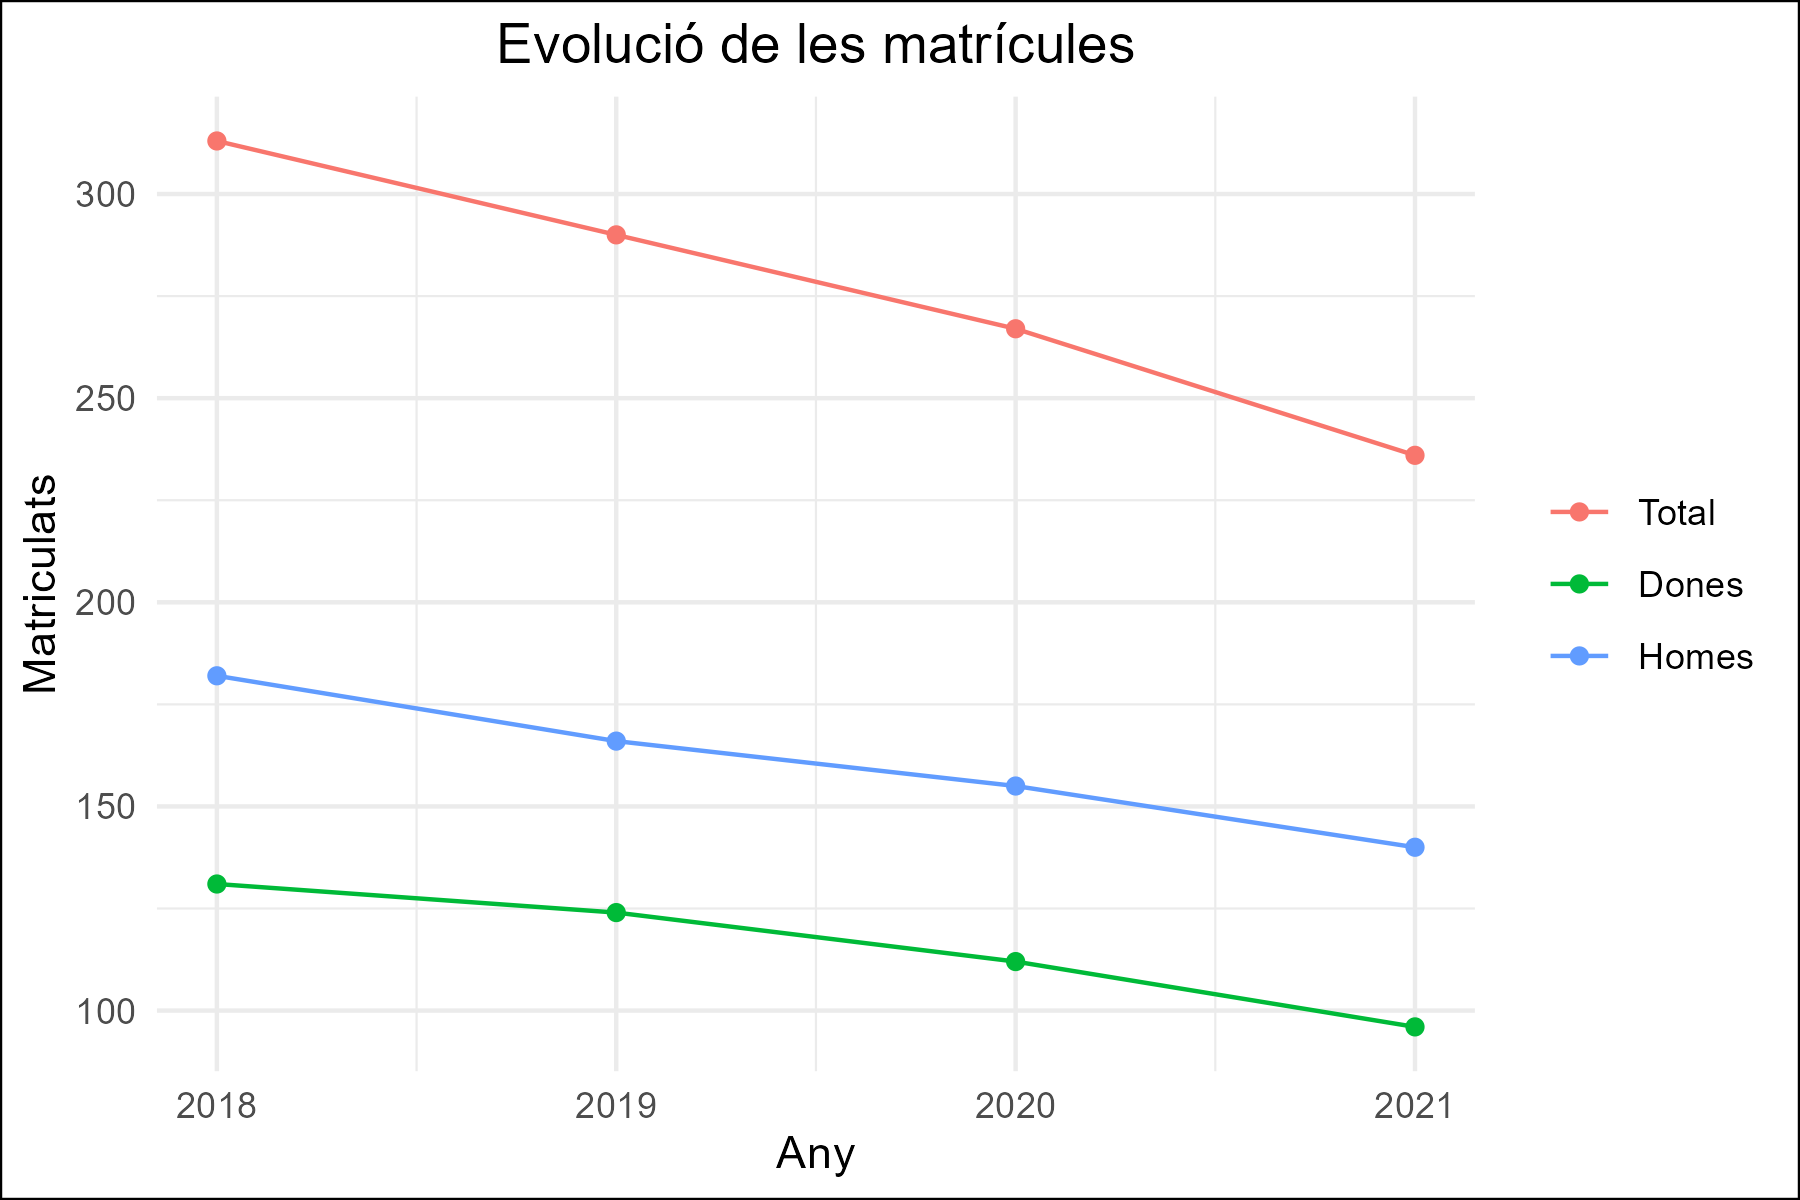 Evolució de les matrícules
Matriculats
300
250
200
150
100
2018 2019 2020 2021
Any
Total
Dones
Homes